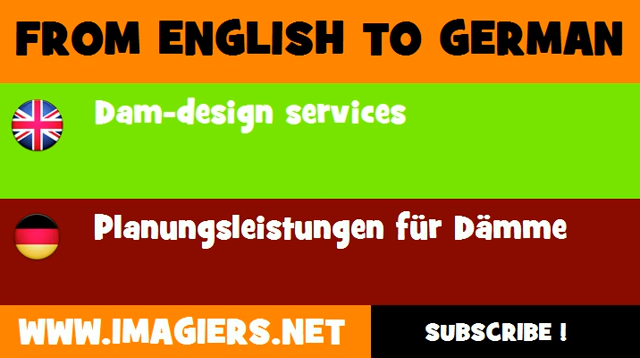 FROM ENGLISH TO GERMAN
Dam-design services
Planungsleistungen für Dämme
WWW.IMAGIERS.NET
SUBSCRIBE !